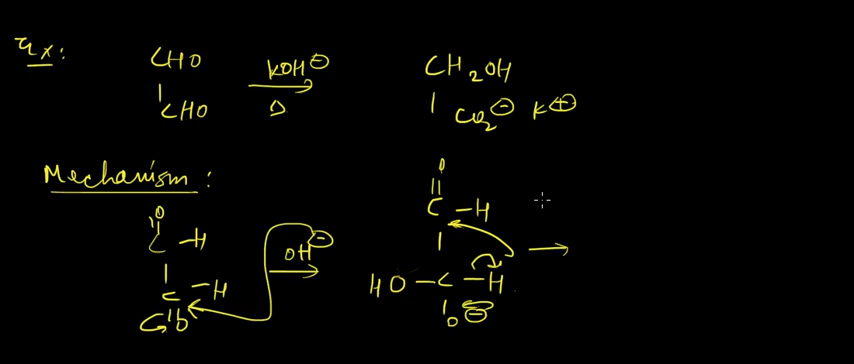 Ex:
CHO KOH⊖ CH₂OH
CHO Δ CO₂⊖ K⊕
Mechanism:
O
C-H OH⊖ C-H
C-H HO-C-H
O O⊖